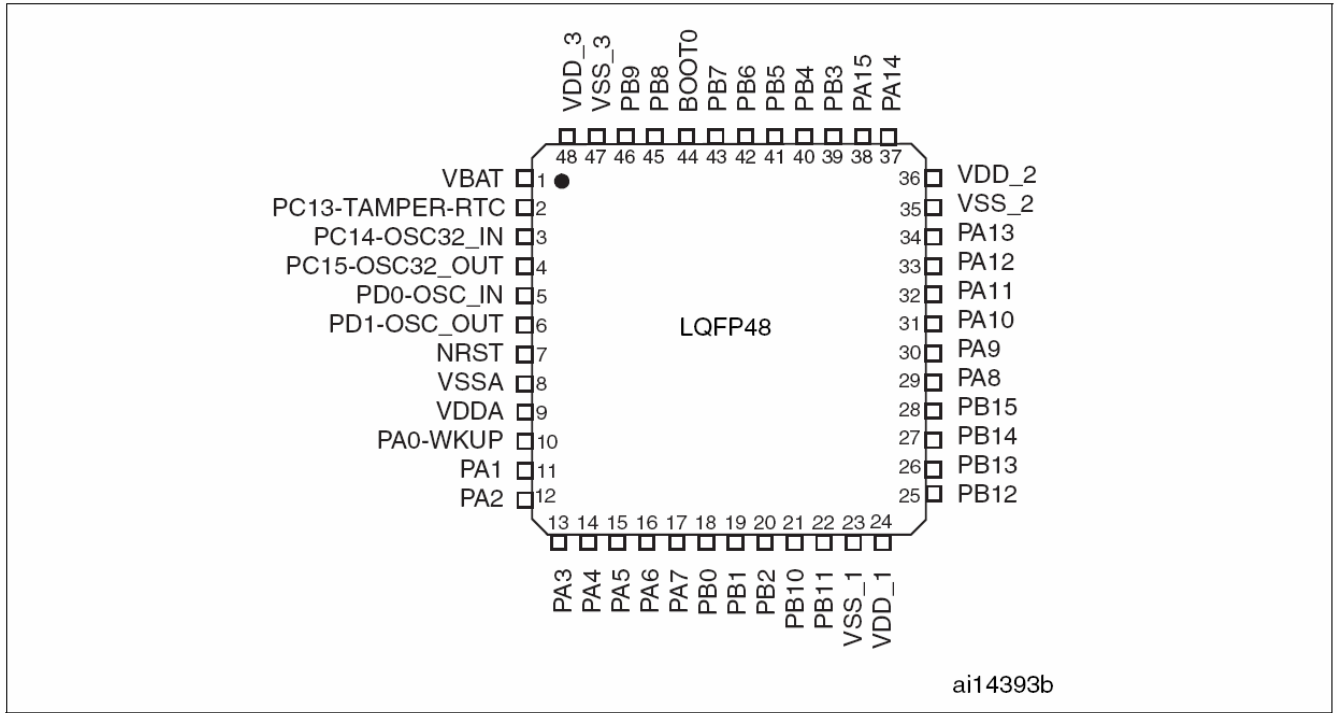 VDD_3
VSS_3
PB9
PB8
BOOT0
PB7
PB6
PB5
PB4
PB3
PA15
PA14
48 47 46 45 44 43 42 41 40 39 38 37
VBAT 1
PC13-TAMPER-RTC 2
PC14-OSC32_IN 3
PC15-OSC32_OUT 4
PD0-OSC_IN 5
PD1-OSC_OUT 6
NRST 7
VSSA 8
VDDA 9
PA0-WKUP 10
PA1 11
PA2 12
LQFP48
36 VDD_2
35 VSS_2
34 PA13
33 PA12
32 PA11
31 PA10
30 PA9
29 PA8
28 PB15
27 PB14
26 PB13
25 PB12
13 14 15 16 17 18 19 20 21 22 23 24
PA3
PA4
PA5
PA6
PA7
PB0
PB1
PB2
PB10
PB11
VSS_1
VDD_1
ai14393b